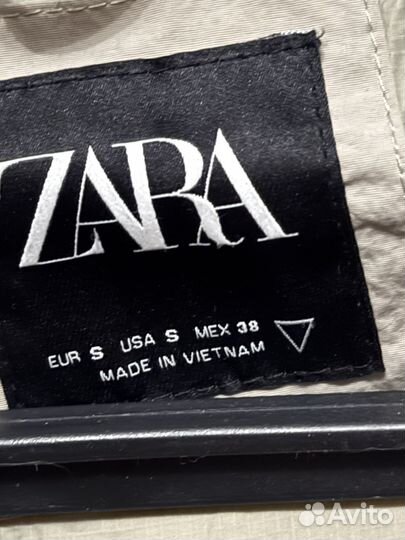 ZARA
EUR S USA S MEX 38
MADE IN VIETNAM
Avito